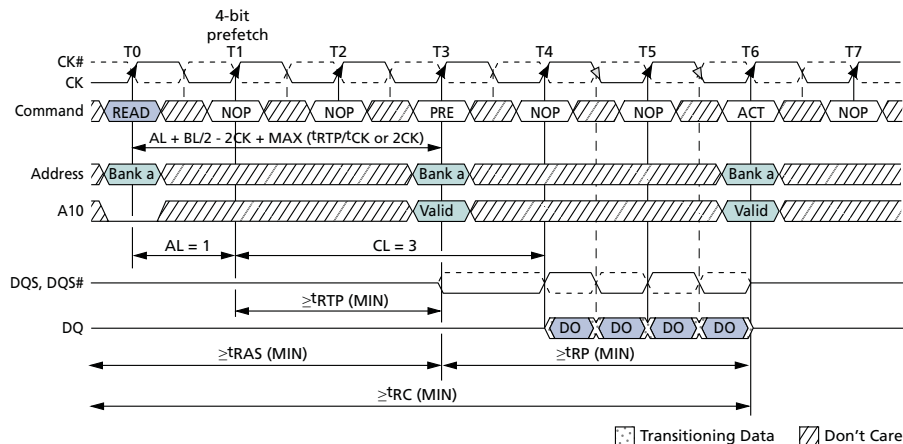 4-bit
prefetch
T0 T1 T2 T3 T4 T5 T6 T7
CK#
CK
Command READ NOP NOP PRE NOP NOP ACT NOP
AL + BL/2 - 2CK + MAX (tRTP/tCK or 2CK)
Address Bank a Bank a Bank a
A10 Valid Valid
AL = 1 CL = 3
DQS, DQS#
≥tRTP (MIN)
DQ DO DO DO DO
≥tRAS (MIN) ≥tRP (MIN)
≥tRC (MIN)
Transitioning Data Don't Care